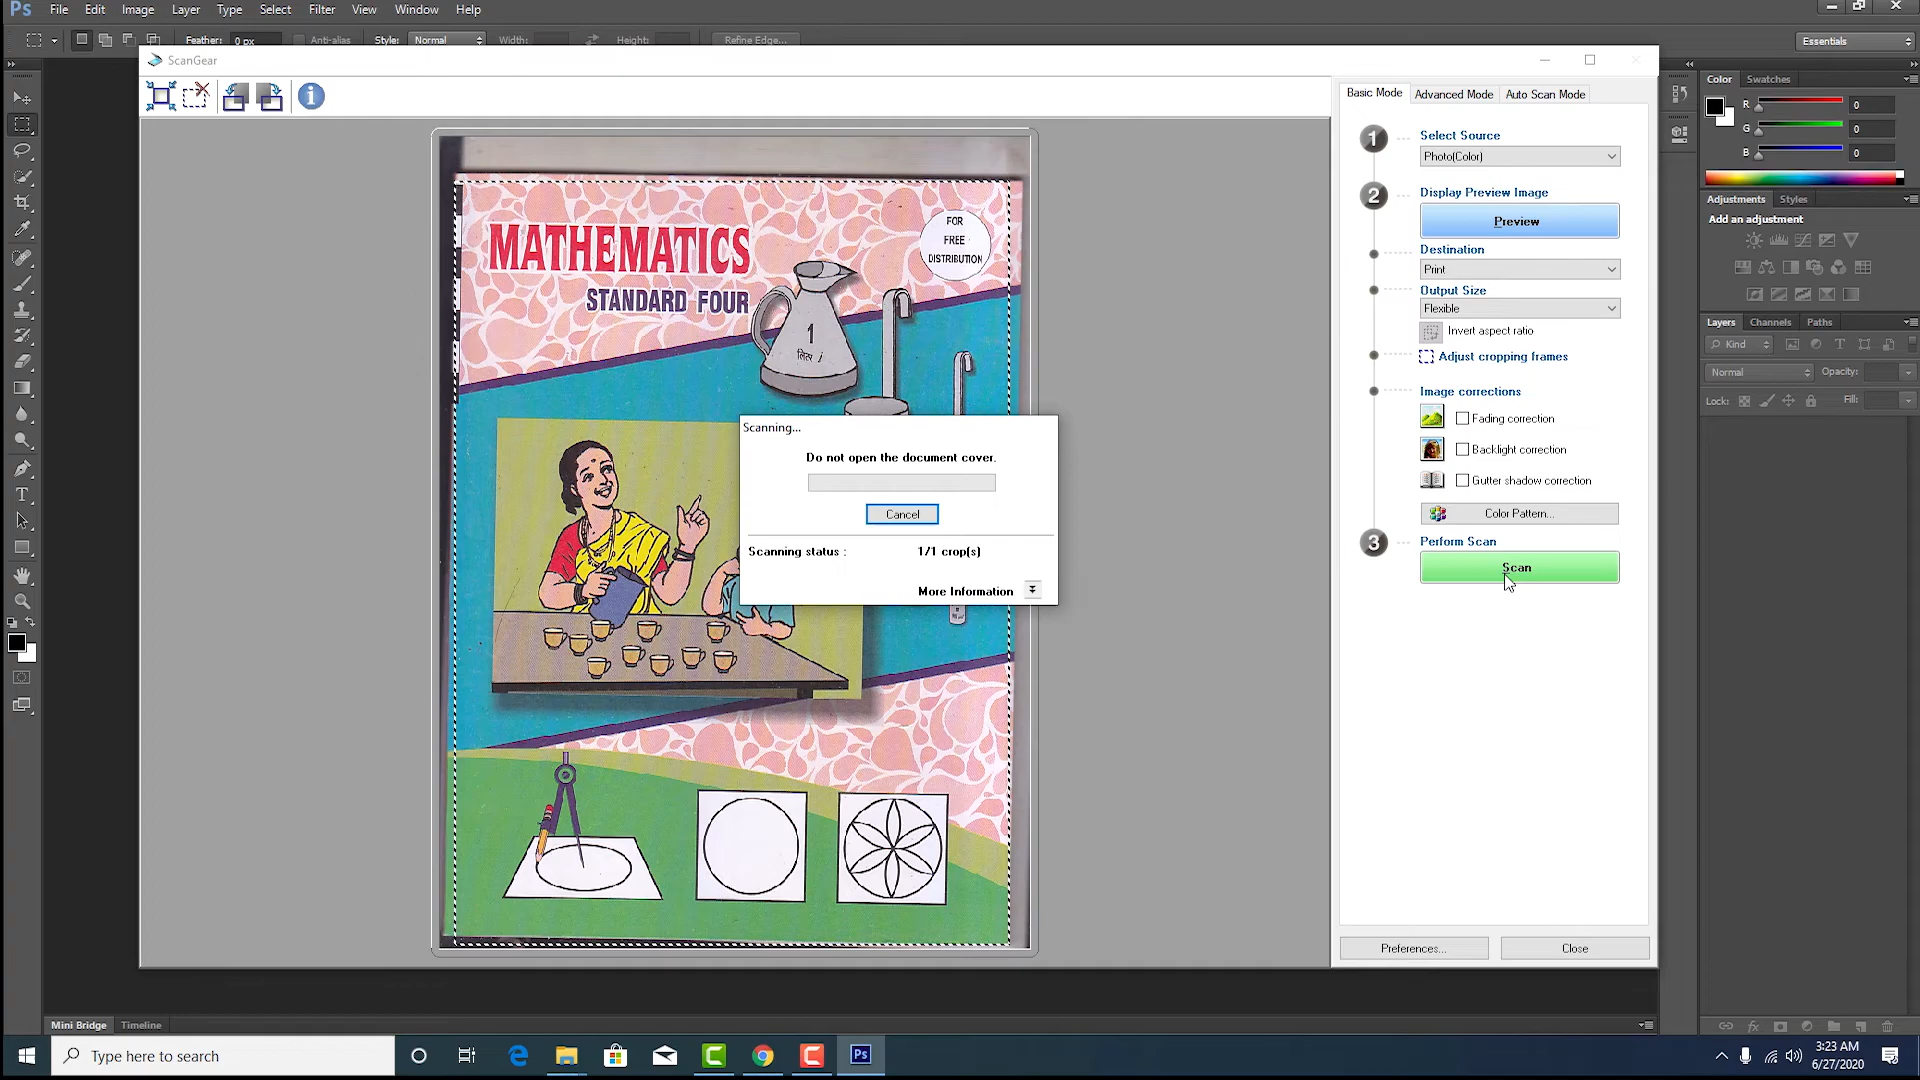 Ps File Edit Image Layer Type Select Filter View Window Help
Feather: 0 px Anti-alias Style: Normal Width: Height: Refine Edge... Essentials
ScanGear
Basic Mode Advanced Mode Auto Scan Mode
1 Select Source
Photo(Color)
2 Display Preview Image
Preview
Destination
Print
Output Size
Flexible
Invert aspect ratio
Adjust cropping frames
Image corrections
Fading correction
Backlight correction
Gutter shadow correction
Color Pattern...
3 Perform Scan
Scan
Preferences... Close
MATHEMATICS
STANDARD FOUR
FOR
FREE
DISTRIBUTION
1
Scanning...
Do not open the document cover.
Cancel
Scanning status : 1/1 crop(s)
More Information
Color Swatches
R 0
G 0
B 0
Adjustments Styles
Add an adjustment
Layers Channels Paths
Kind
Normal Opacity:
Lock: Fill:
Mini Bridge Timeline
Type here to search
Ps
3:23 AM
6/27/2020